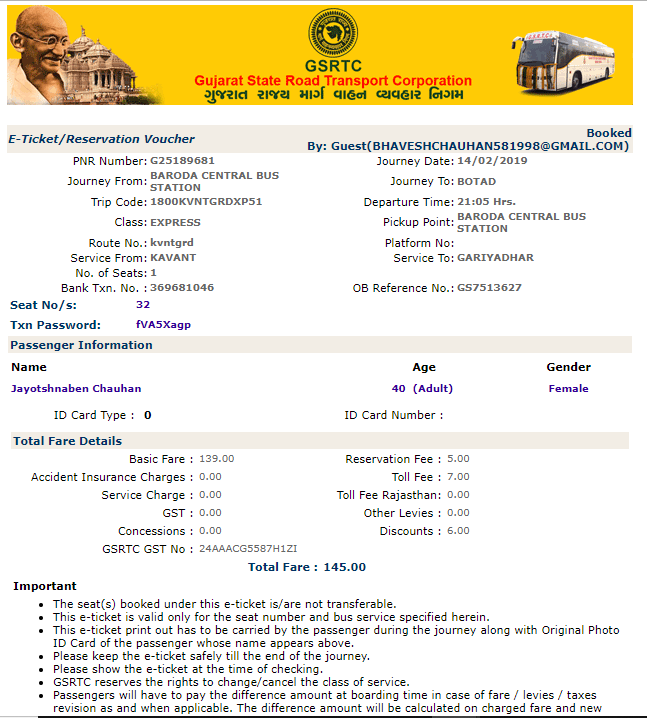 GSRTC
Gujarat State Road Transport Corporation
ગુજરાત રાજ્ય માર્ગ વાહન વ્યવહાર નિગમ
E-Ticket/Reservation Voucher
Booked
By: Guest(BHAVESHCHAUHAN581998@GMAIL.COM)
PNR Number: G25189681 Journey Date: 14/02/2019
Journey From: BARODA CENTRAL BUS STATION Journey To: BOTAD
Trip Code: 1800KVNTGRDXP51 Departure Time: 21:05 Hrs.
Class: EXPRESS Pickup Point: BARODA CENTRAL BUS STATION
Route No.: kvntgrd Platform No:
Service From: KAVANT Service To: GARIYADHAR
No. of Seats: 1
Bank Txn. No. : 369681046 OB Reference No.: GS7513627
Seat No/s: 32
Txn Password: fVA5Xagp
Passenger Information
Name Age Gender
Jayotshnaben Chauhan 40 (Adult) Female
ID Card Type : 0 ID Card Number :
Total Fare Details
Basic Fare : 139.00 Reservation Fee : 5.00
Accident Insurance Charges : 0.00 Toll Fee : 7.00
Service Charge : 0.00 Toll Fee Rajasthan: 0.00
GST : 0.00 Other Levies : 0.00
Concessions : 0.00 Discounts : 6.00
GSRTC GST No : 24AAACG5587H1ZI
Total Fare : 145.00
Important
• The seat(s) booked under this e-ticket is/are not transferable.
• This e-ticket is valid only for the seat number and bus service specified herein.
• This e-ticket print out has to be carried by the passenger during the journey along with Original Photo
ID Card of the passenger whose name appears above.
• Please keep the e-ticket safely till the end of the journey.
• Please show the e-ticket at the time of checking.
• GSRTC reserves the rights to change/cancel the class of service.
• Passengers will have to pay the difference amount at boarding time in case of fare / levies / taxes
revision as and when applicable. The difference amount will be calculated on charged fare and new